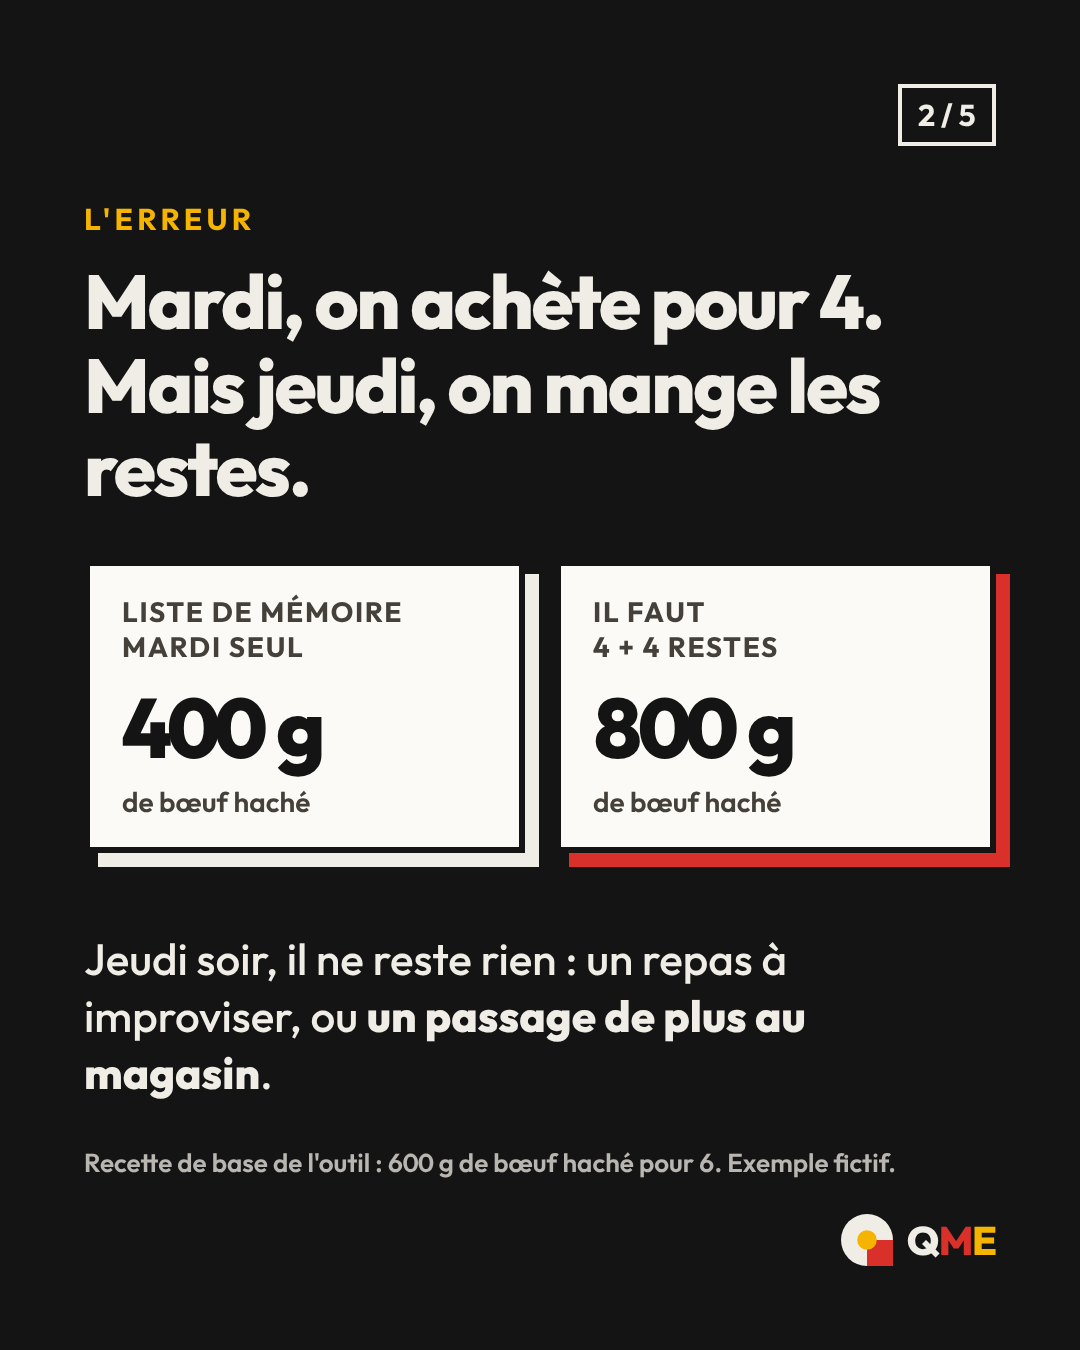 2 / 5
L'ERREUR
Mardi, on achète pour 4.
Mais jeudi, on mange les
restes.
LISTE DE MÉMOIRE
MARDI SEUL
400 g
de bœuf haché
IL FAUT
4 + 4 RESTES
800 g
de bœuf haché
Jeudi soir, il ne reste rien : un repas à
improviser, ou un passage de plus au
magasin.
Recette de base de l'outil : 600 g de bœuf haché pour 6. Exemple fictif.
QME